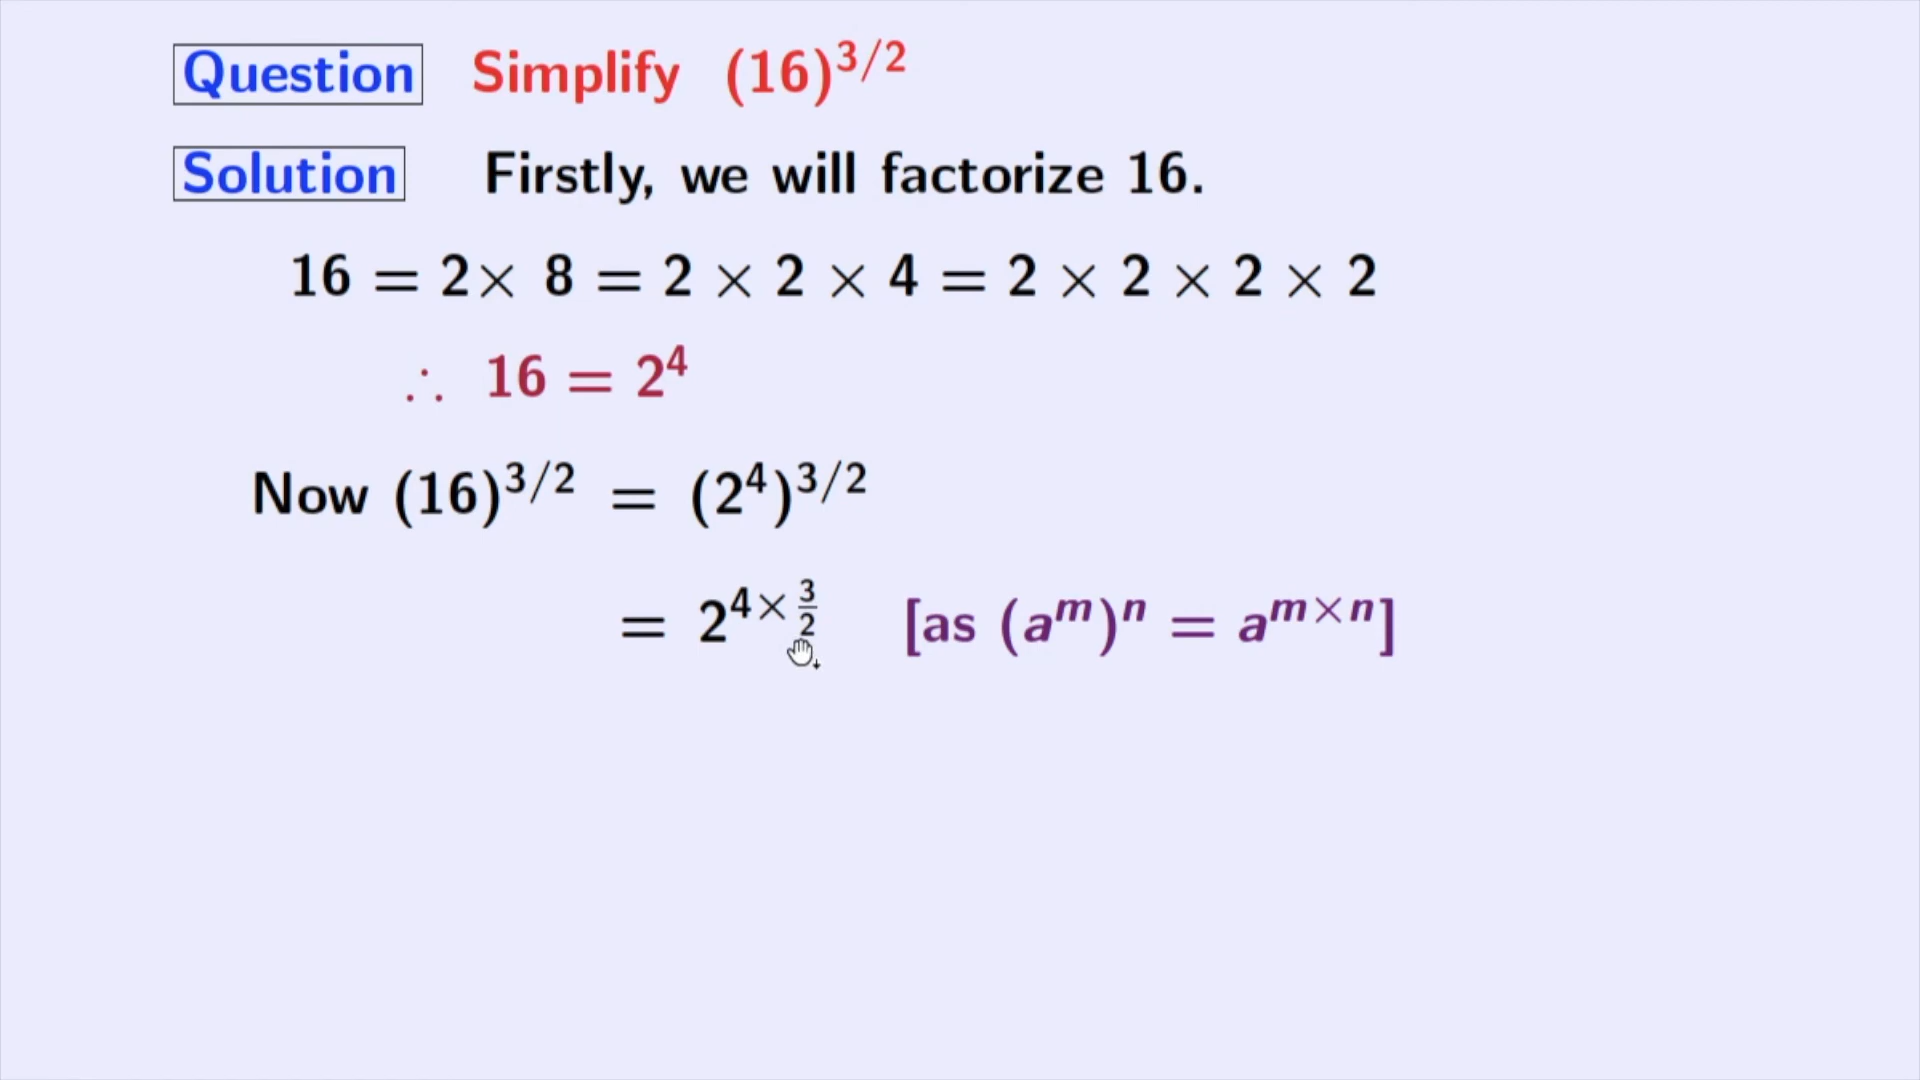 Question Simplify (16)^{3/2}
Solution Firstly, we will factorize 16.
16 = 2× 8 = 2 × 2 × 4 = 2 × 2 × 2 × 2
∴ 16 = 2^4
Now (16)^{3/2} = (2^4)^{3/2}
= 2^{4×\frac{3}{2}} [as (a^m)^n = a^{m×n}]